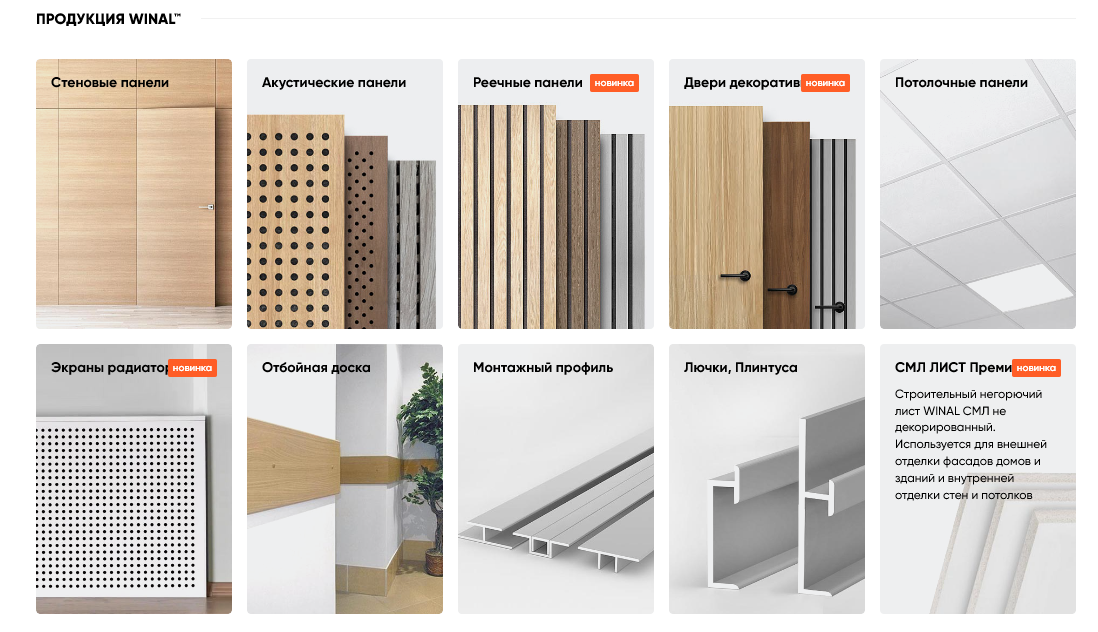 ПРОДУКЦИЯ WINAL™
Стеновые панели
Акустические панели
Реечные панели
новинка
Двери декоратив
новинка
Потолочные панели
Экраны радиатор
новинка
Отбойная доска
Монтажный профиль
Лючки, Плинтуса
СМЛ ЛИСТ Преми
новинка
Строительный негорючий
лист WINAL СМЛ не
декорированный.
Используется для внешней
отделки фасадов домов и
зданий и внутренней
отделки стен и потолков